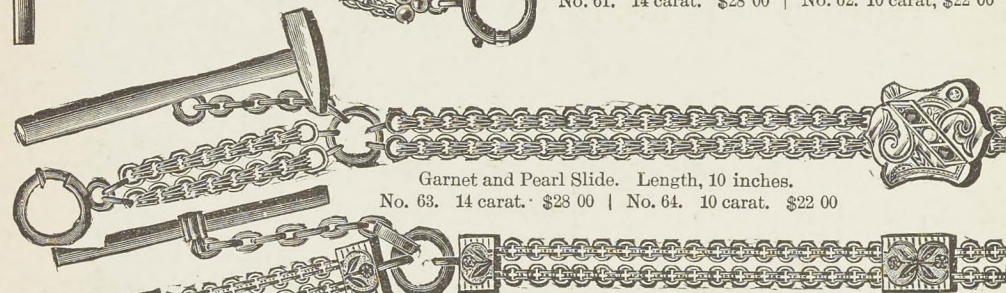 No. 61. 14 carat. $28 00 | No. 62. 10 carat, $22 00
Garnet and Pearl Slide. Length, 10 inches.
No. 63. 14 carat. $28 00 | No. 64. 10 carat. $22 00